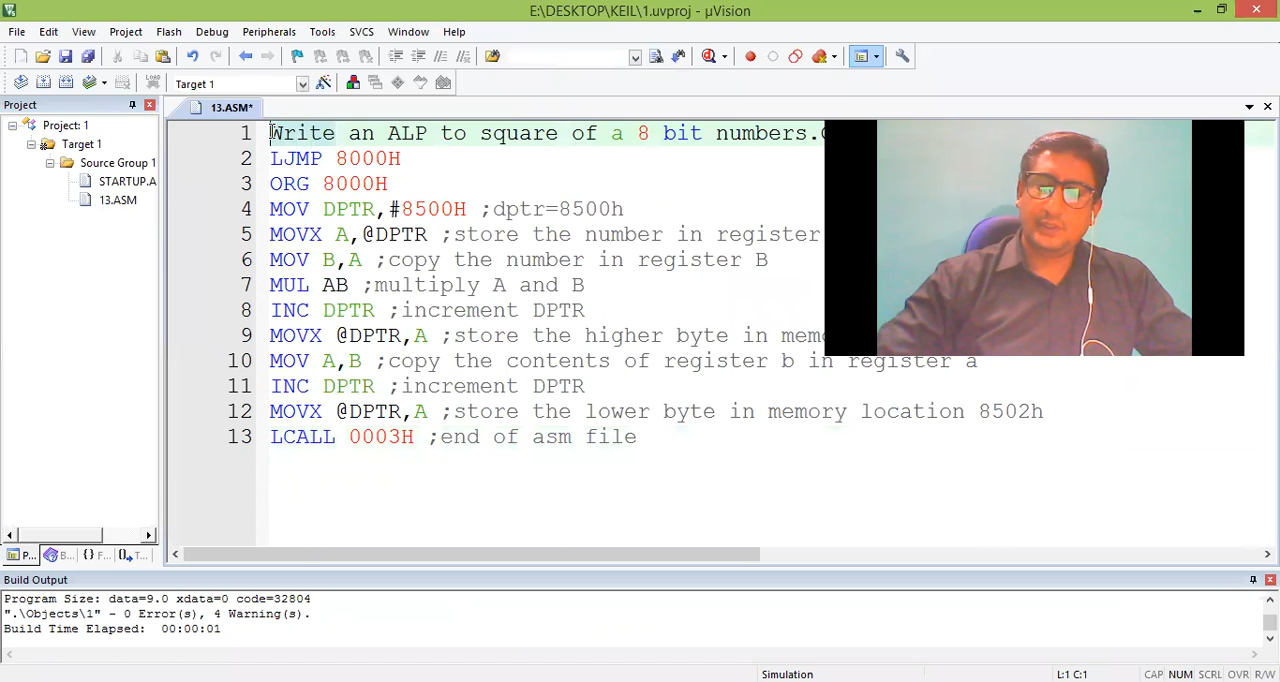 E:\DESKTOP\KEIL\1.uvproj - µVision
File Edit View Project Flash Debug Peripherals Tools SVCS Window Help
Target 1
Project
13.ASM*
Project: 1
Target 1
Source Group 1
STARTUP.A
13.ASM
1 Write an ALP to square of a 8 bit numbers.
2 LJMP 8000H
3 ORG 8000H
4 MOV DPTR,#8500H ;dptr=8500h
5 MOVX A,@DPTR ;store the number in register
6 MOV B,A ;copy the number in register B
7 MUL AB ;multiply A and B
8 INC DPTR ;increment DPTR
9 MOVX @DPTR,A ;store the higher byte in mem
10 MOV A,B ;copy the contents of register b in register a
11 INC DPTR ;increment DPTR
12 MOVX @DPTR,A ;store the lower byte in memory location 8502h
13 LCALL 0003H ;end of asm file
P... B... {} F... T...
Build Output
Program Size: data=9.0 xdata=0 code=32804
".\Objects\1" - 0 Error(s), 4 Warning(s).
Build Time Elapsed: 00:00:01
Simulation L:1 C:1 CAP NUM SCRL OVR R/W